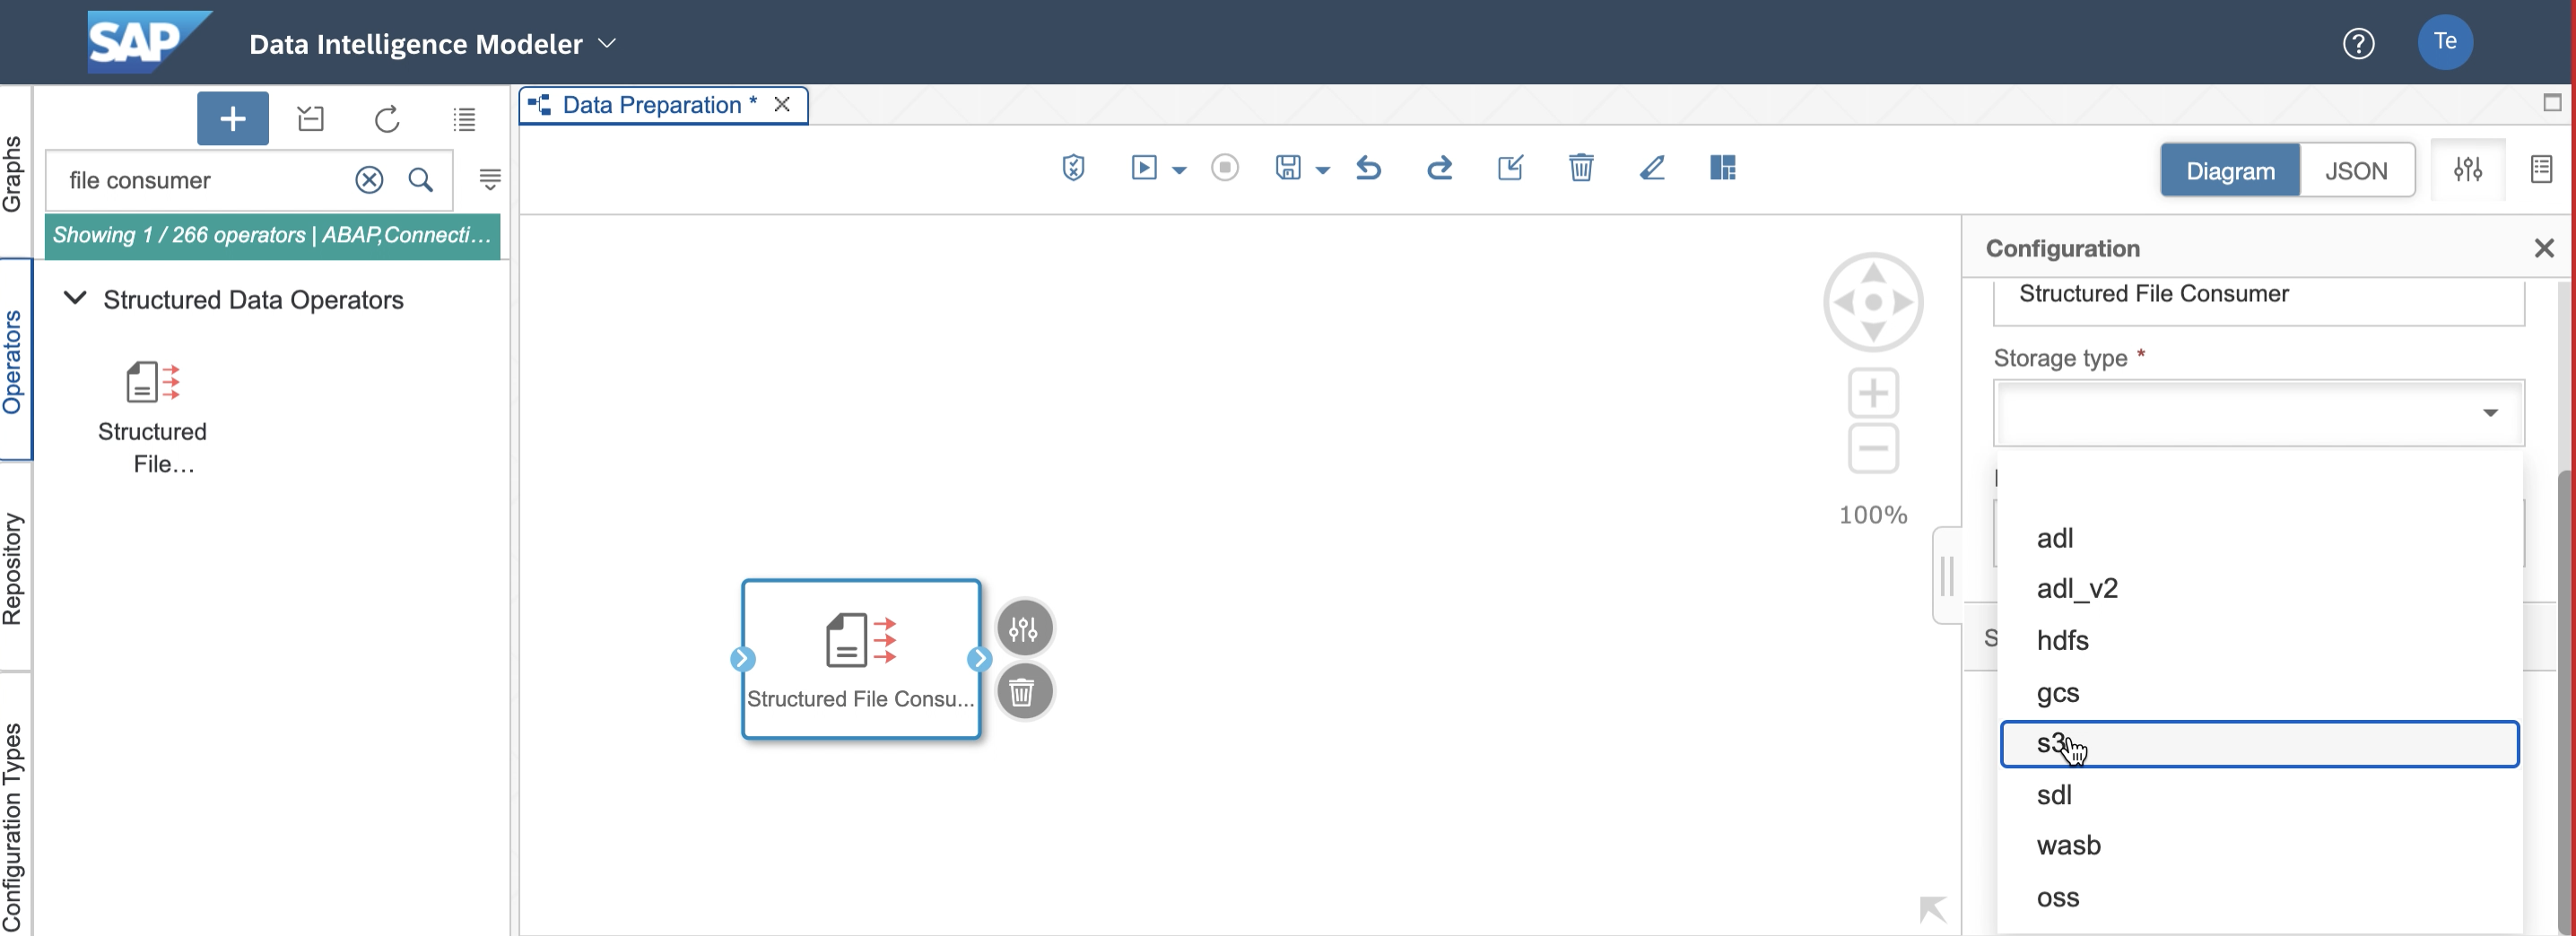 SAP
Data Intelligence Modeler
Te
Data Preparation *
Graphs
Operators
Repository
Configuration Types
file consumer
Showing 1 / 266 operators | ABAP,Connecti...
Structured Data Operators
Structured
File...
Diagram
JSON
100%
Structured File Consu...
Configuration
Structured File Consumer
Storage type *
adl
adl_v2
hdfs
gcs
s3
sdl
wasb
oss